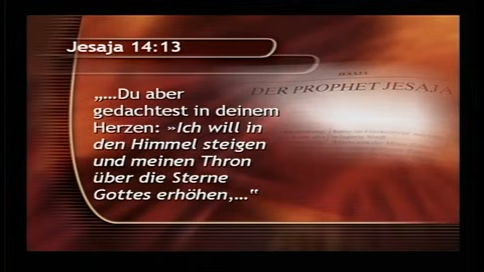 Jesaja 14:13
JESAJA
DER PROPHET JESAJA
„...Du aber
gedachtest in deinem
Herzen: »Ich will in
den Himmel steigen
und meinen Thron
über die Sterne
Gottes erhöhen,...“